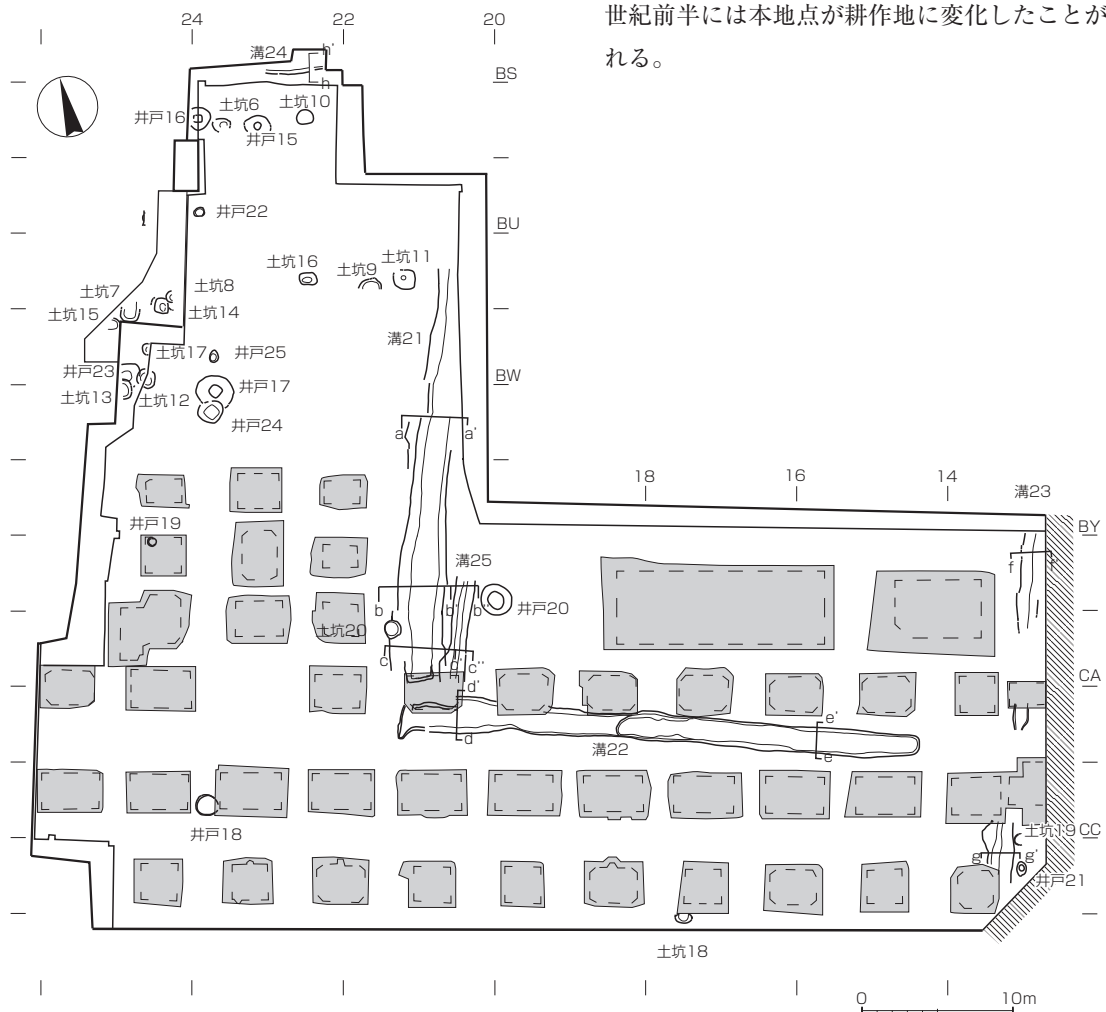 世紀前半には本地点が耕作地に変化したことが
れる。
24
22
20
溝24
h'
h
BS
井戸16
土坑6
土坑10
井戸15
井戸22
BU
土坑16
土坑9
土坑11
土坑7
土坑8
土坑15
土坑14
溝21
土坑17
井戸25
井戸23
井戸17
BW
土坑13
土坑12
井戸24
a
a'
18
16
14
溝23
井戸19
BY
f
f'
溝25
b
b'
b''
井戸20
土坑20
c
c'
c''
CA
d'
d
e'
e
溝22
井戸18
土坑19
CC
g
g'
井戸21
土坑18
0
10m